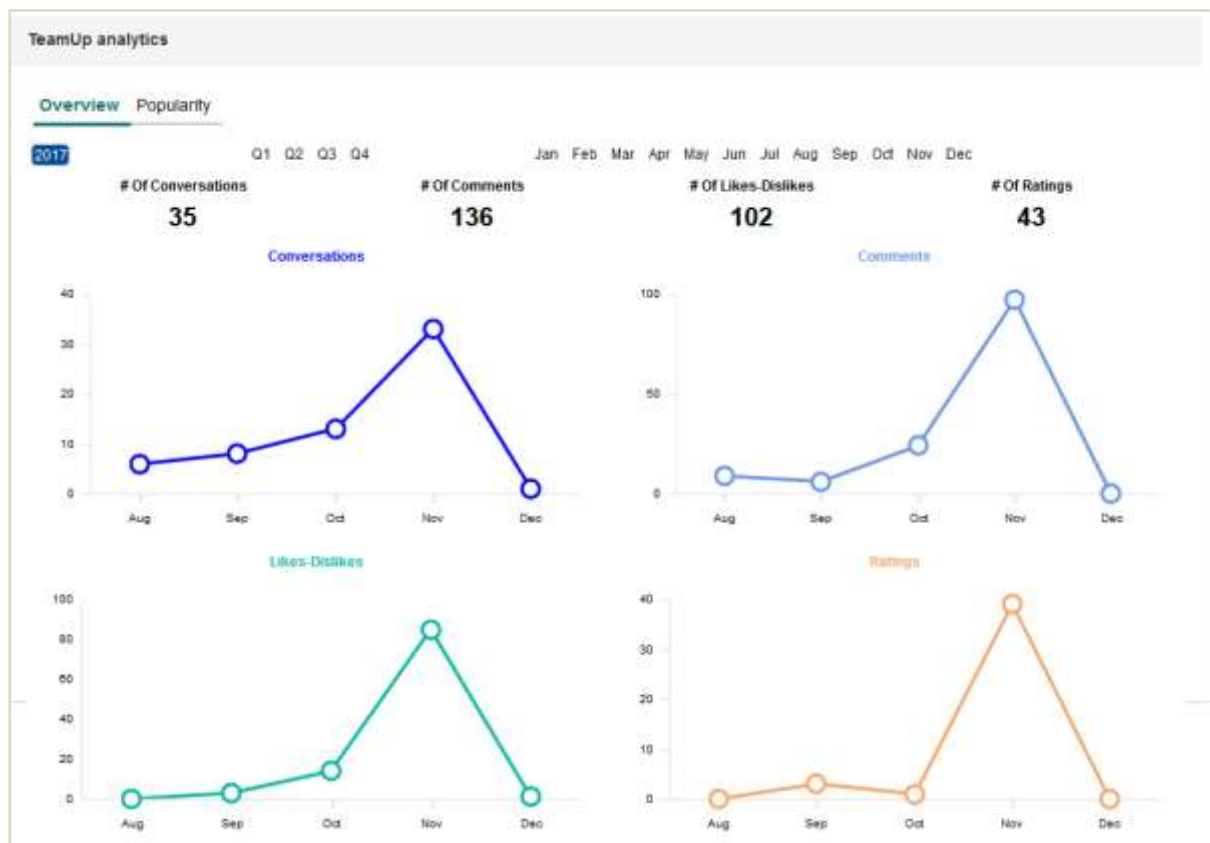 TeamUp analytics
Overview Popularity
2017 Q1 Q2 Q3 Q4 Jan Feb Mar Apr May Jun Jul Aug Sep Oct Nov Dec
# Of Conversations # Of Comments # Of Likes-Dislikes # Of Ratings
35 136 102 43
Conversations
40
30
20
10
0
Aug Sep Oct Nov Dec
Comments
100
50
0
Aug Sep Oct Nov Dec
Likes-Dislikes
100
80
60
40
20
0
Aug Sep Oct Nov Dec
Ratings
40
30
20
10
0
Aug Sep Oct Nov Dec